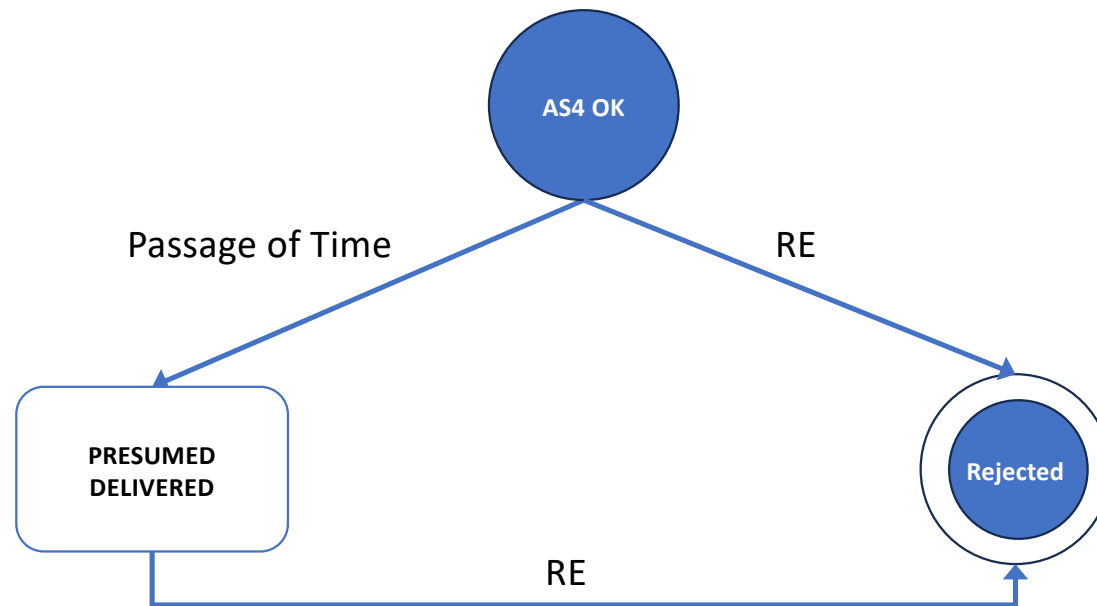 AS4 OK
Passage of Time
RE
PRESUMED
DELIVERED
Rejected
RE